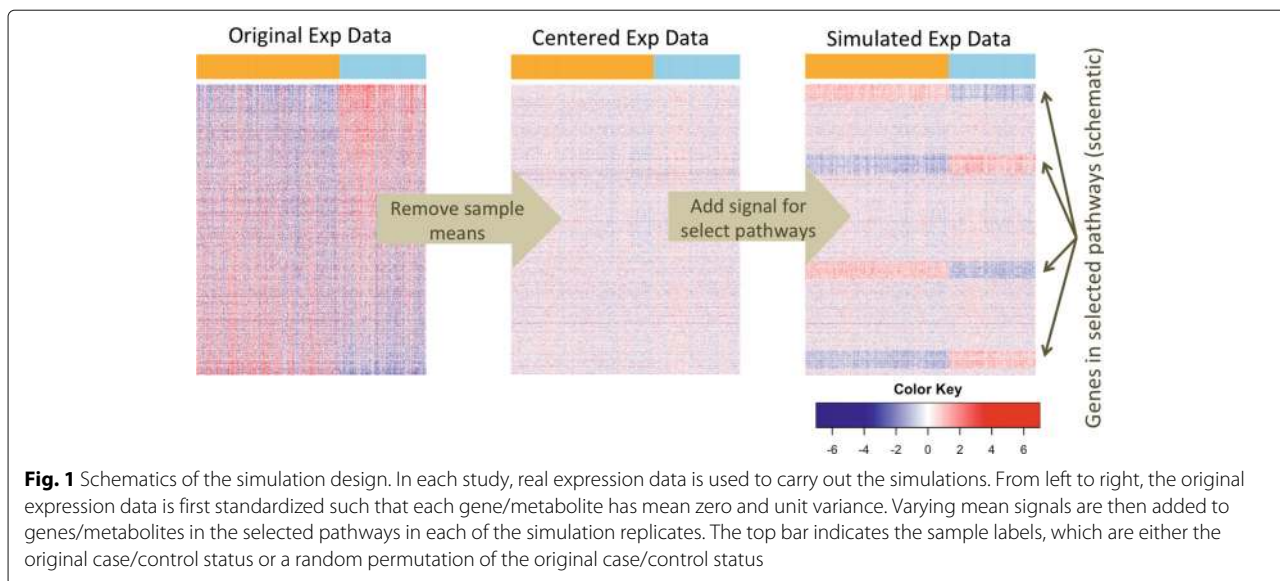 Original Exp Data
Centered Exp Data
Simulated Exp Data
Remove sample
means
Add signal for
select pathways
Genes in selected pathways (schematic)
Color Key
-6 -4 -2 0 2 4 6
Fig. 1 Schematics of the simulation design. In each study, real expression data is used to carry out the simulations. From left to right, the original
expression data is first standardized such that each gene/metabolite has mean zero and unit variance. Varying mean signals are then added to
genes/metabolites in the selected pathways in each of the simulation replicates. The top bar indicates the sample labels, which are either the
original case/control status or a random permutation of the original case/control status